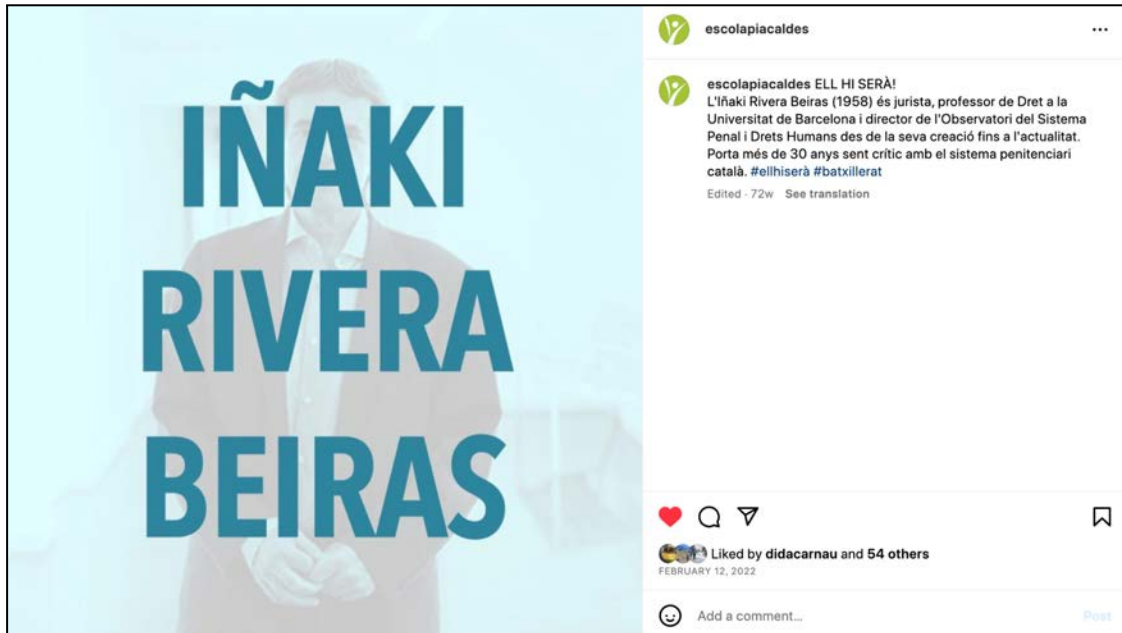 IÑAKI
RIVERA
BEIRAS
escolapiacaldes
escolapiacaldes ELL HI SERÀ!
L'Iñaki Rivera Beiras (1958) és jurista, professor de Dret a la
Universitat de Barcelona i director de l'Observatori del Sistema
Penal i Drets Humans des de la seva creació fins a l'actualitat.
Porta més de 30 anys sent crític amb el sistema penitenciari
català. #ellhiserà #batxillerat
Edited · 72w See translation
Liked by didacarnau and 54 others
FEBRUARY 12, 2022
Add a comment...
Post